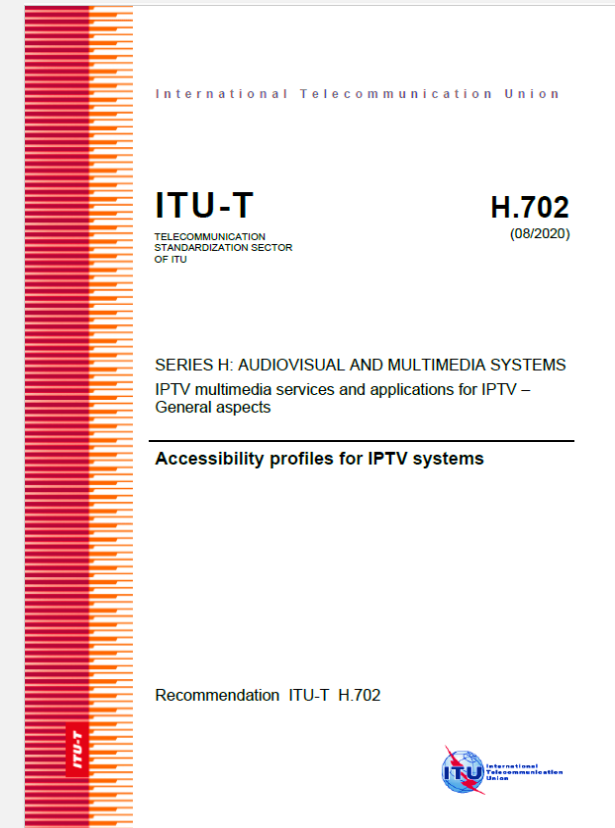 International Telecommunication Union
ITU-T
H.702
TELECOMMUNICATION
STANDARDIZATION SECTOR
OF ITU
(08/2020)
SERIES H: AUDIOVISUAL AND MULTIMEDIA SYSTEMS
IPTV multimedia services and applications for IPTV –
General aspects
Accessibility profiles for IPTV systems
Recommendation ITU-T H.702
ITU-T
ITU
International
Telecommunication
Union